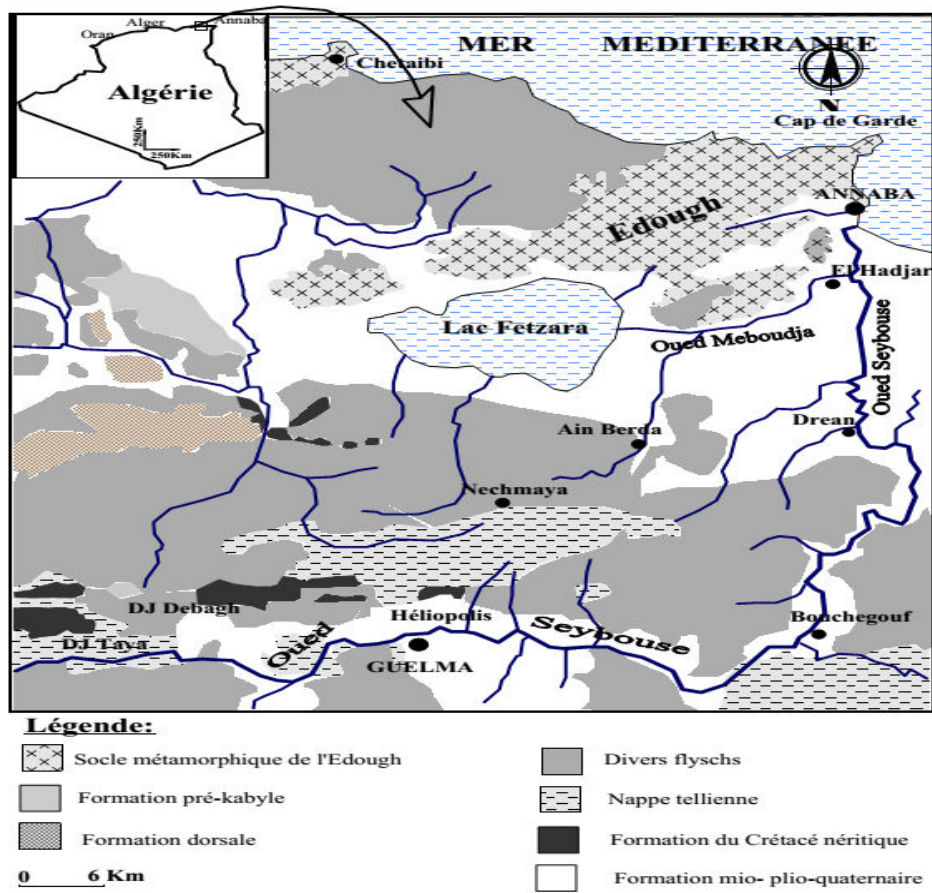 Alger
Annaba
Oran
Algérie
250Km
250Km
MER MEDITERRANEE
Chetaibi
N
Cap de Garde
ANNABA
Edough
El Hadjar
Lac Fetzara
Oued Meboudja
Oued Seybouse
Ain Berda
Drean
Nechmaya
DJ Debagh
Héliopolis
Bouchegouf
DJ Taya
Oued Seybouse
GUELMA
Légende:
Socle métamorphique de l'Edough
Divers flyschs
Formation pré-kabyle
Nappe tellienne
Formation dorsale
Formation du Crétacé néritique
0 6 Km
Formation mio- plio-quaternaire